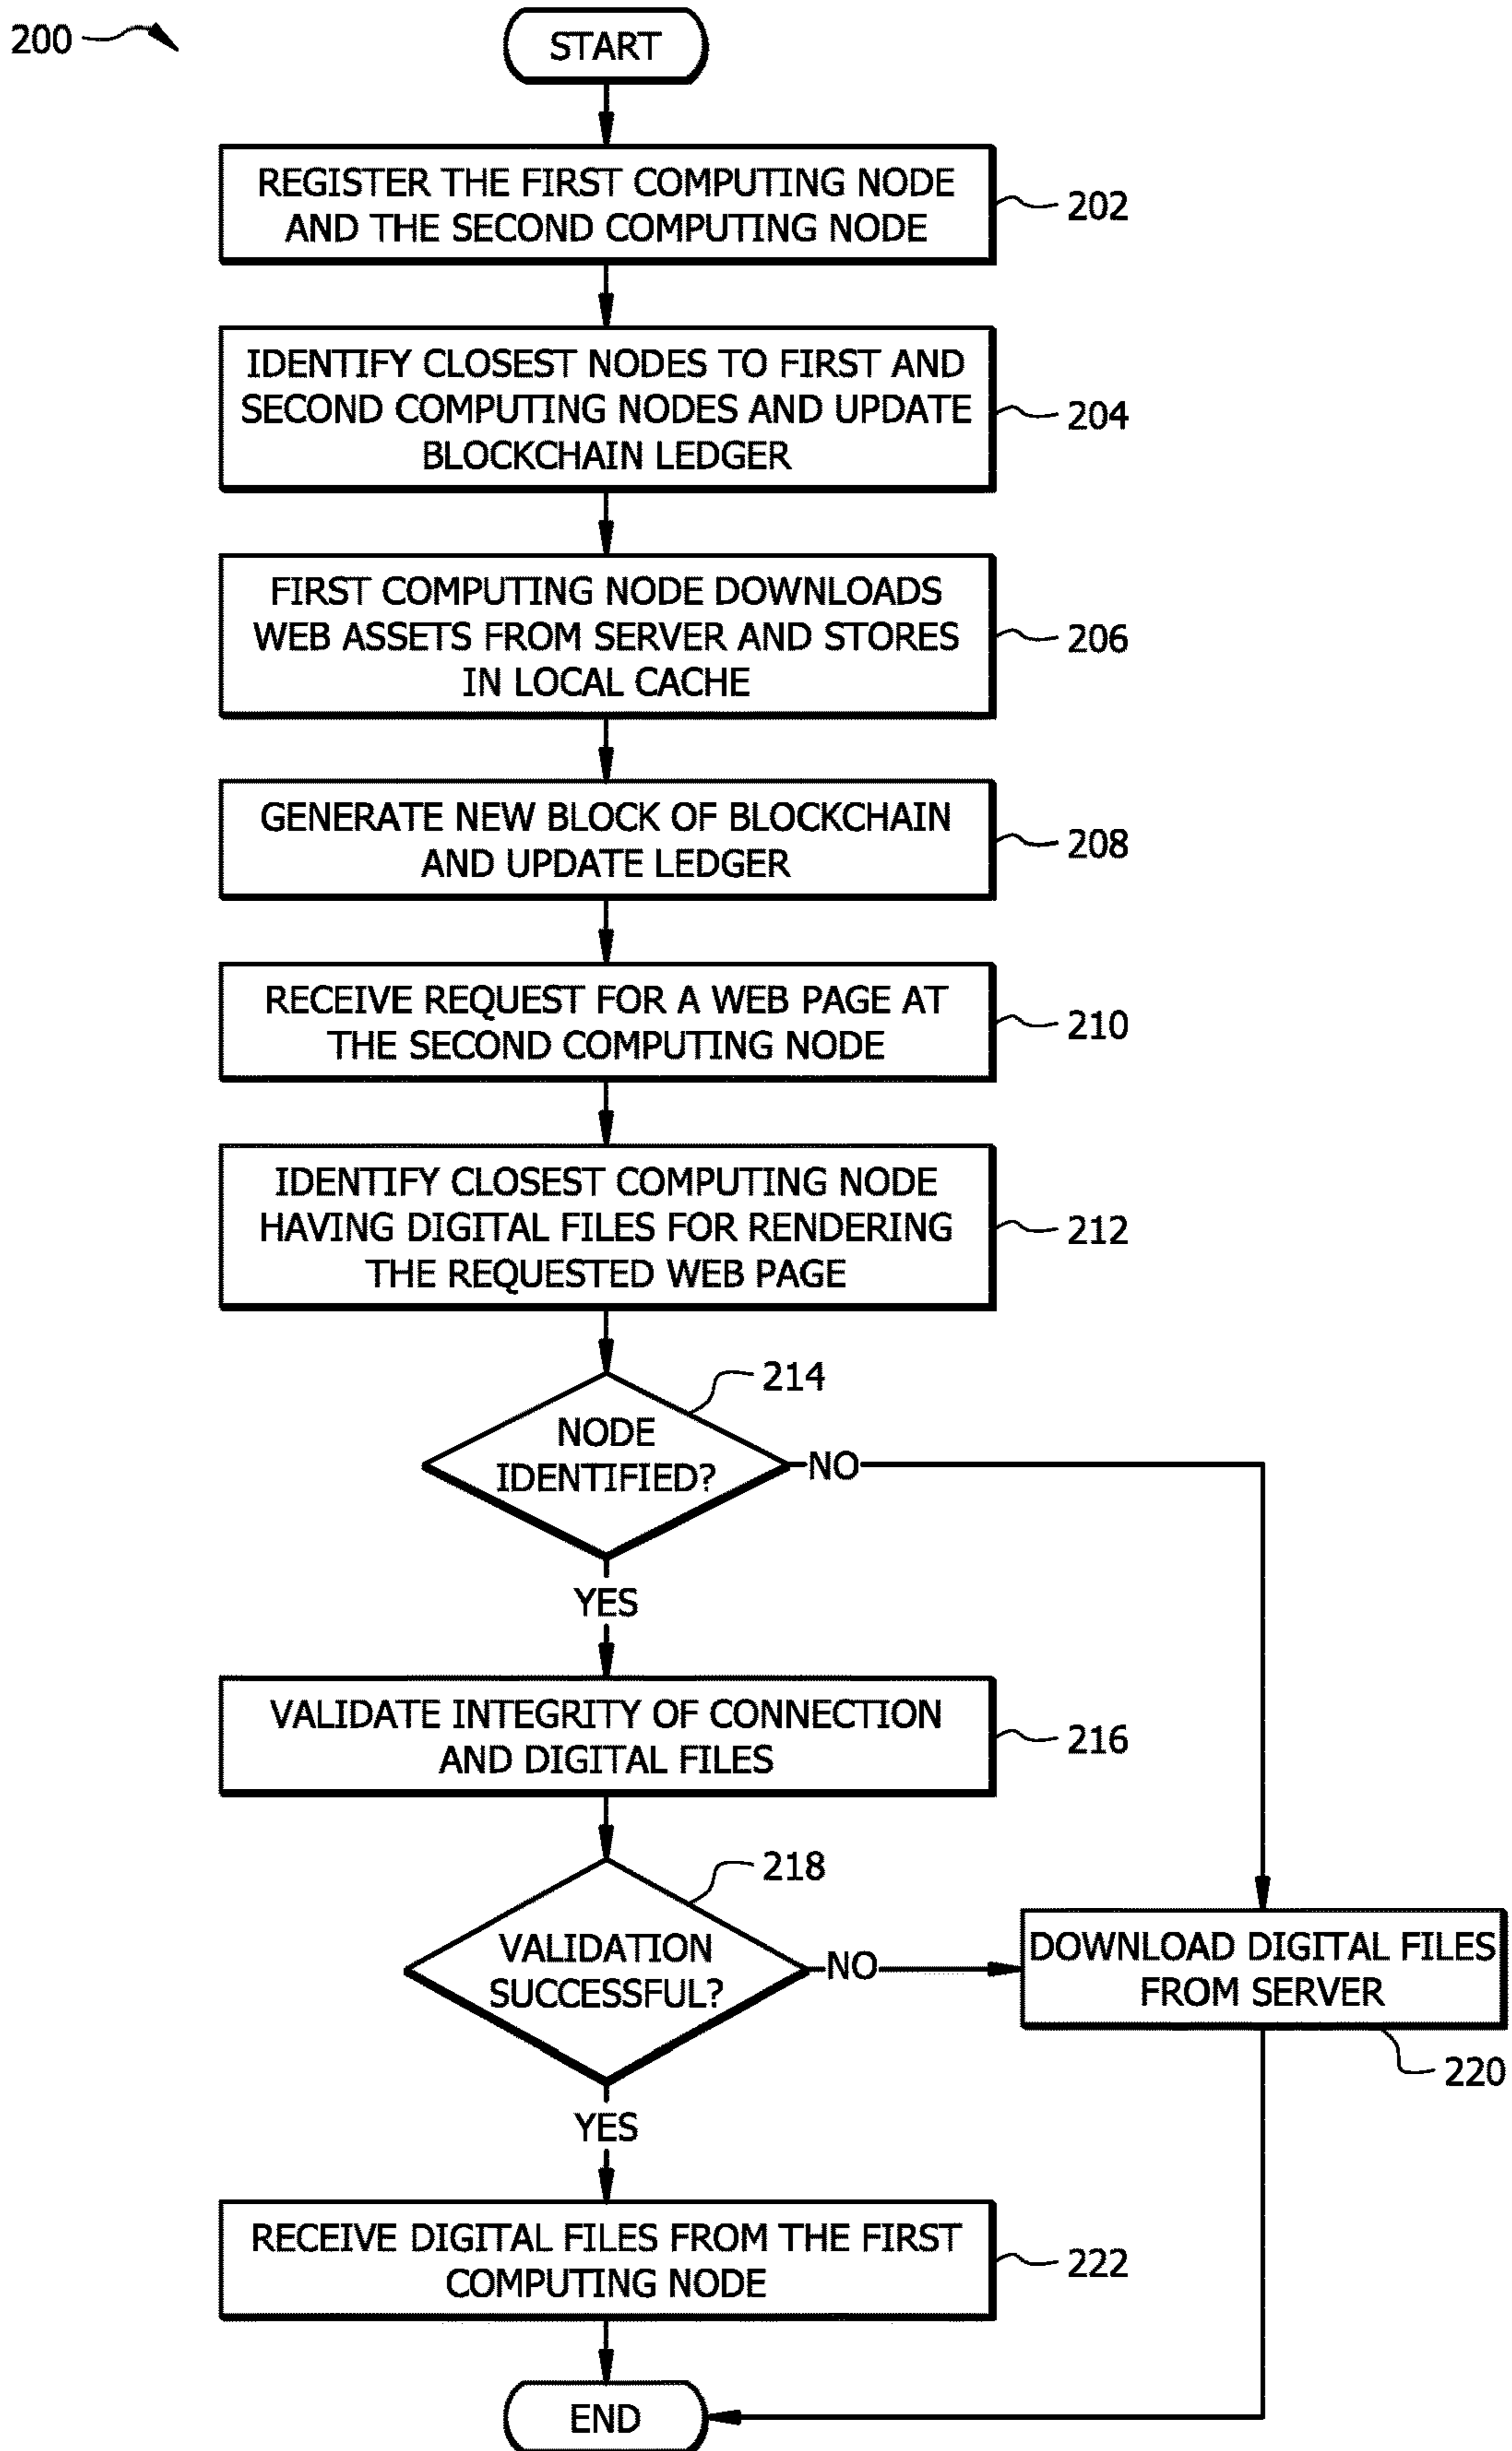 200
START
REGISTER THE FIRST COMPUTING NODE
AND THE SECOND COMPUTING NODE
202
IDENTIFY CLOSEST NODES TO FIRST AND
SECOND COMPUTING NODES AND UPDATE
BLOCKCHAIN LEDGER
204
FIRST COMPUTING NODE DOWNLOADS
WEB ASSETS FROM SERVER AND STORES
IN LOCAL CACHE
206
GENERATE NEW BLOCK OF BLOCKCHAIN
AND UPDATE LEDGER
208
RECEIVE REQUEST FOR A WEB PAGE AT
THE SECOND COMPUTING NODE
210
IDENTIFY CLOSEST COMPUTING NODE
HAVING DIGITAL FILES FOR RENDERING
THE REQUESTED WEB PAGE
212
214
NODE
IDENTIFIED?
NO
YES
VALIDATE INTEGRITY OF CONNECTION
AND DIGITAL FILES
216
218
VALIDATION
SUCCESSFUL?
NO
DOWNLOAD DIGITAL FILES
FROM SERVER
220
YES
RECEIVE DIGITAL FILES FROM THE FIRST
COMPUTING NODE
222
END